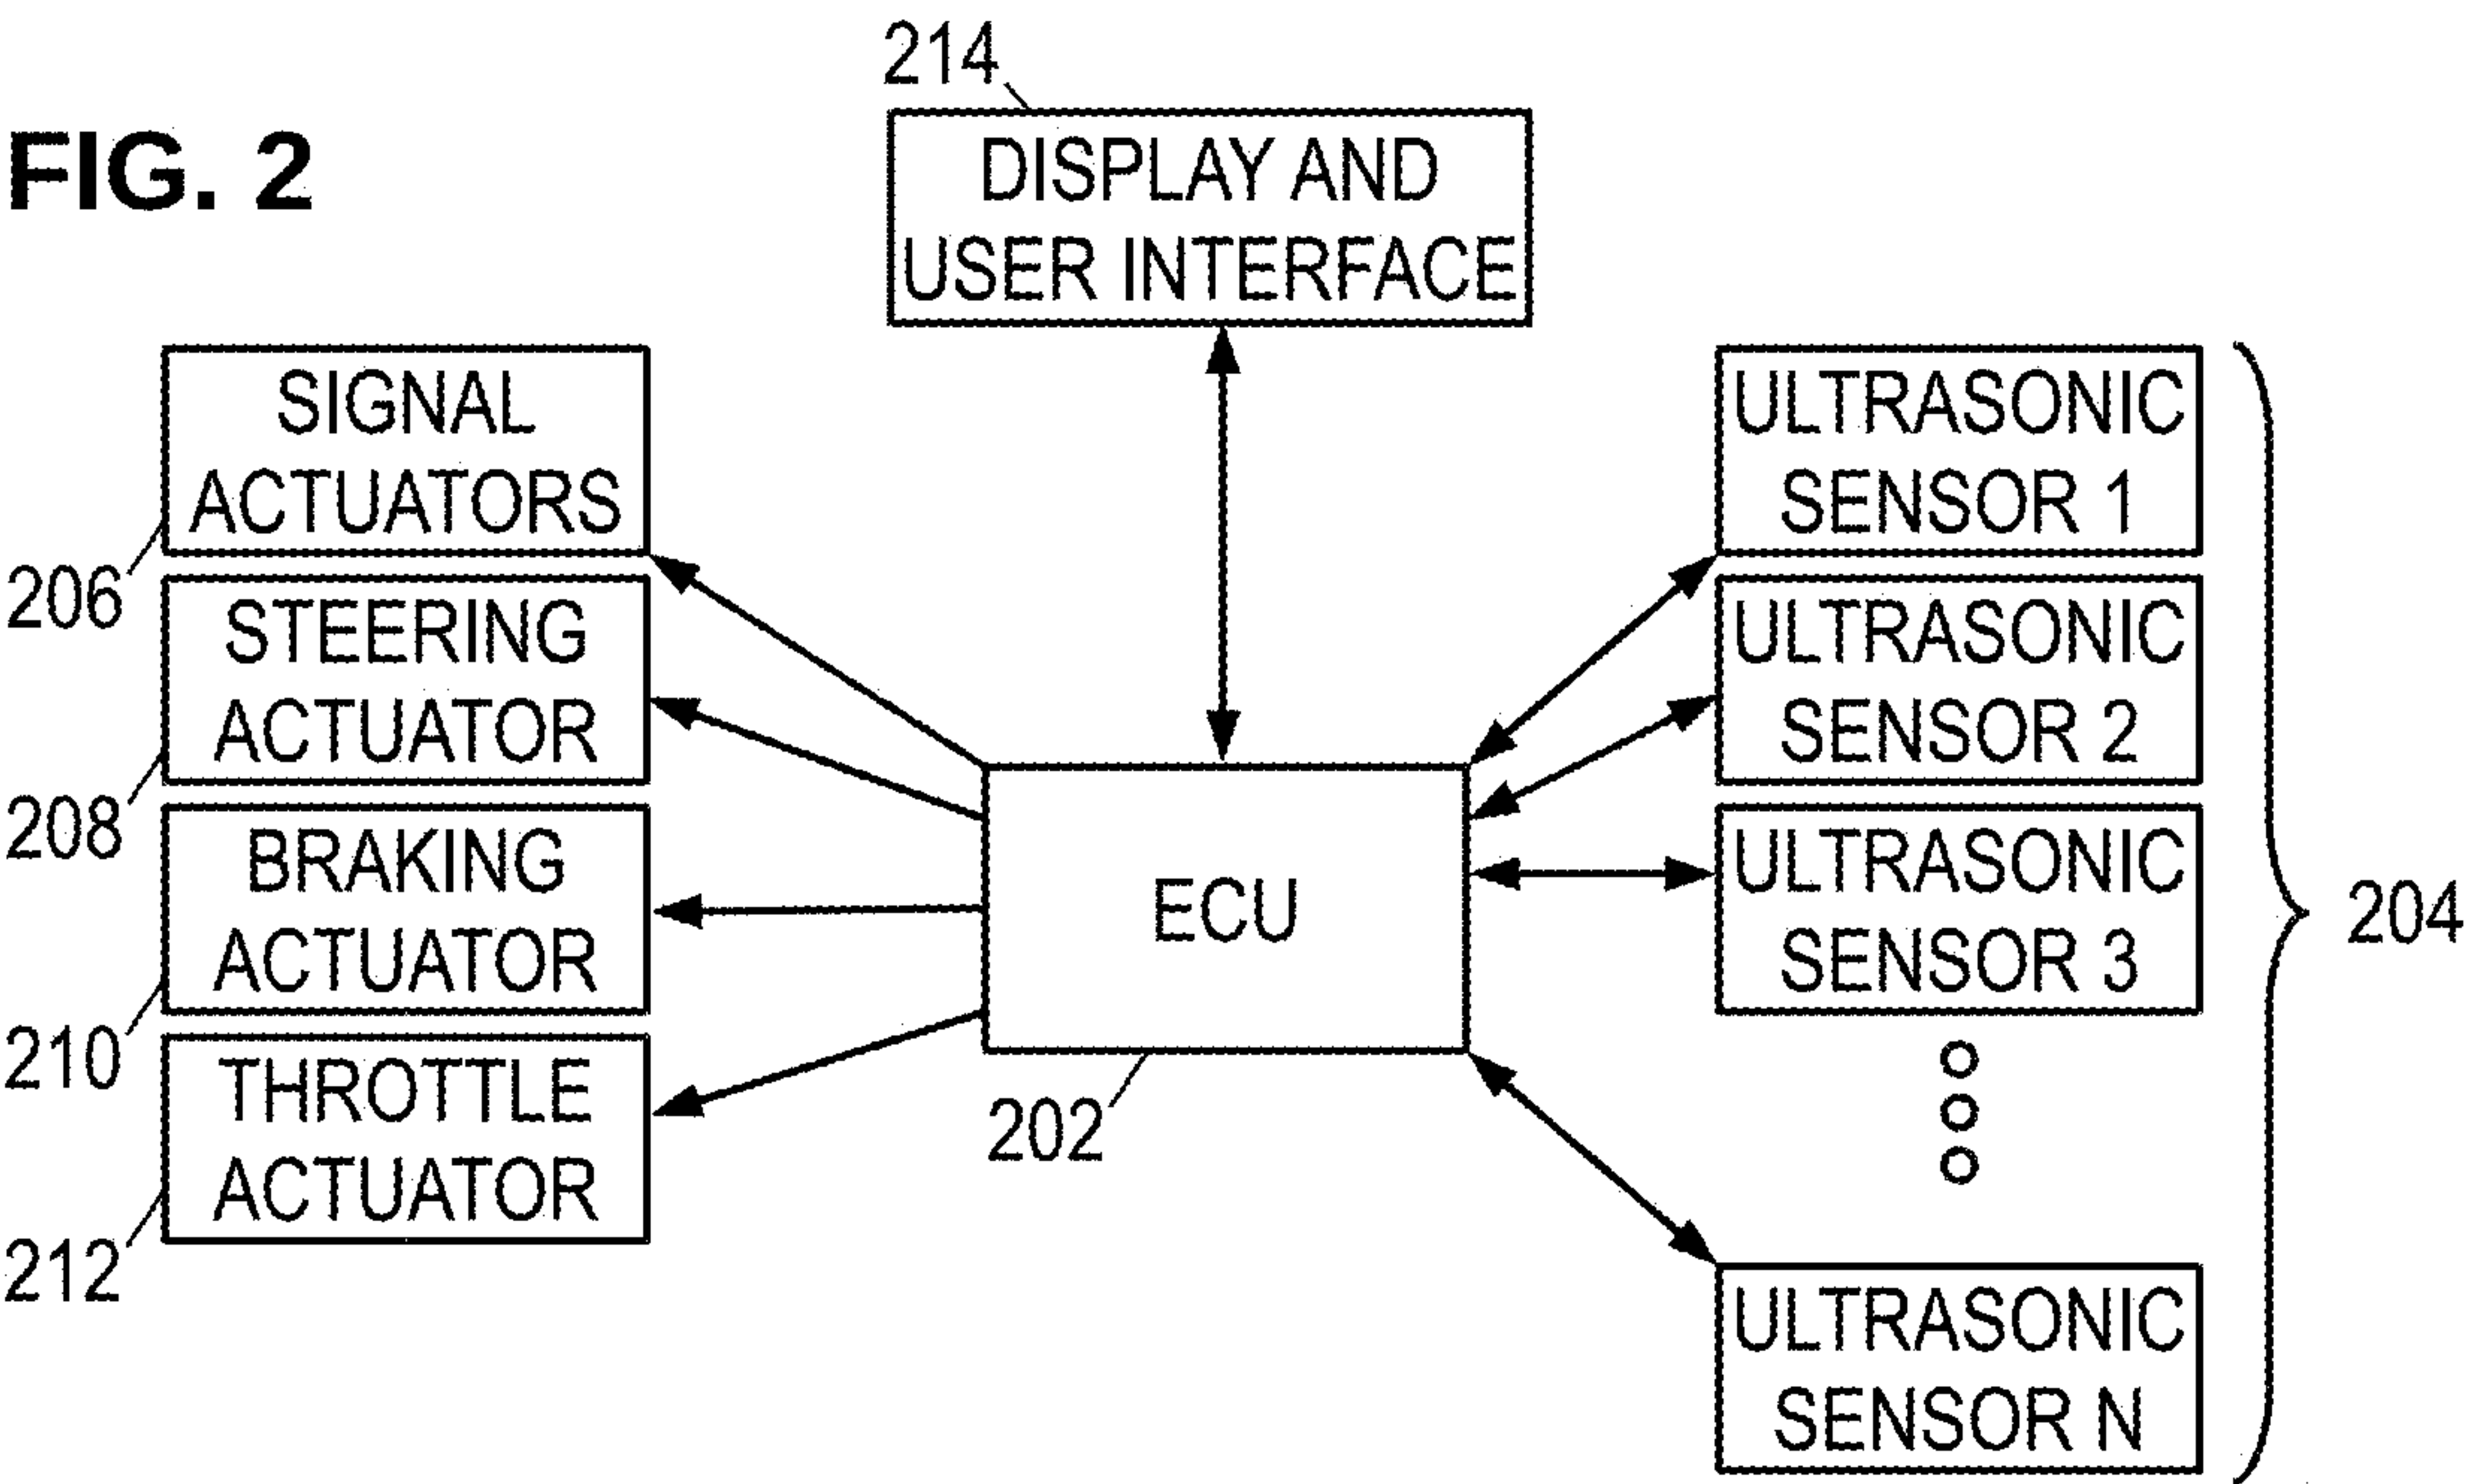 FIG. 2
214
DISPLAY AND
USER INTERFACE
SIGNAL
ACTUATORS
206
STEERING
ACTUATOR
208
BRAKING
ACTUATOR
210
THROTTLE
ACTUATOR
212
ECU
202
ULTRASONIC
SENSOR 1
ULTRASONIC
SENSOR 2
ULTRASONIC
SENSOR 3
ULTRASONIC
SENSOR N
204